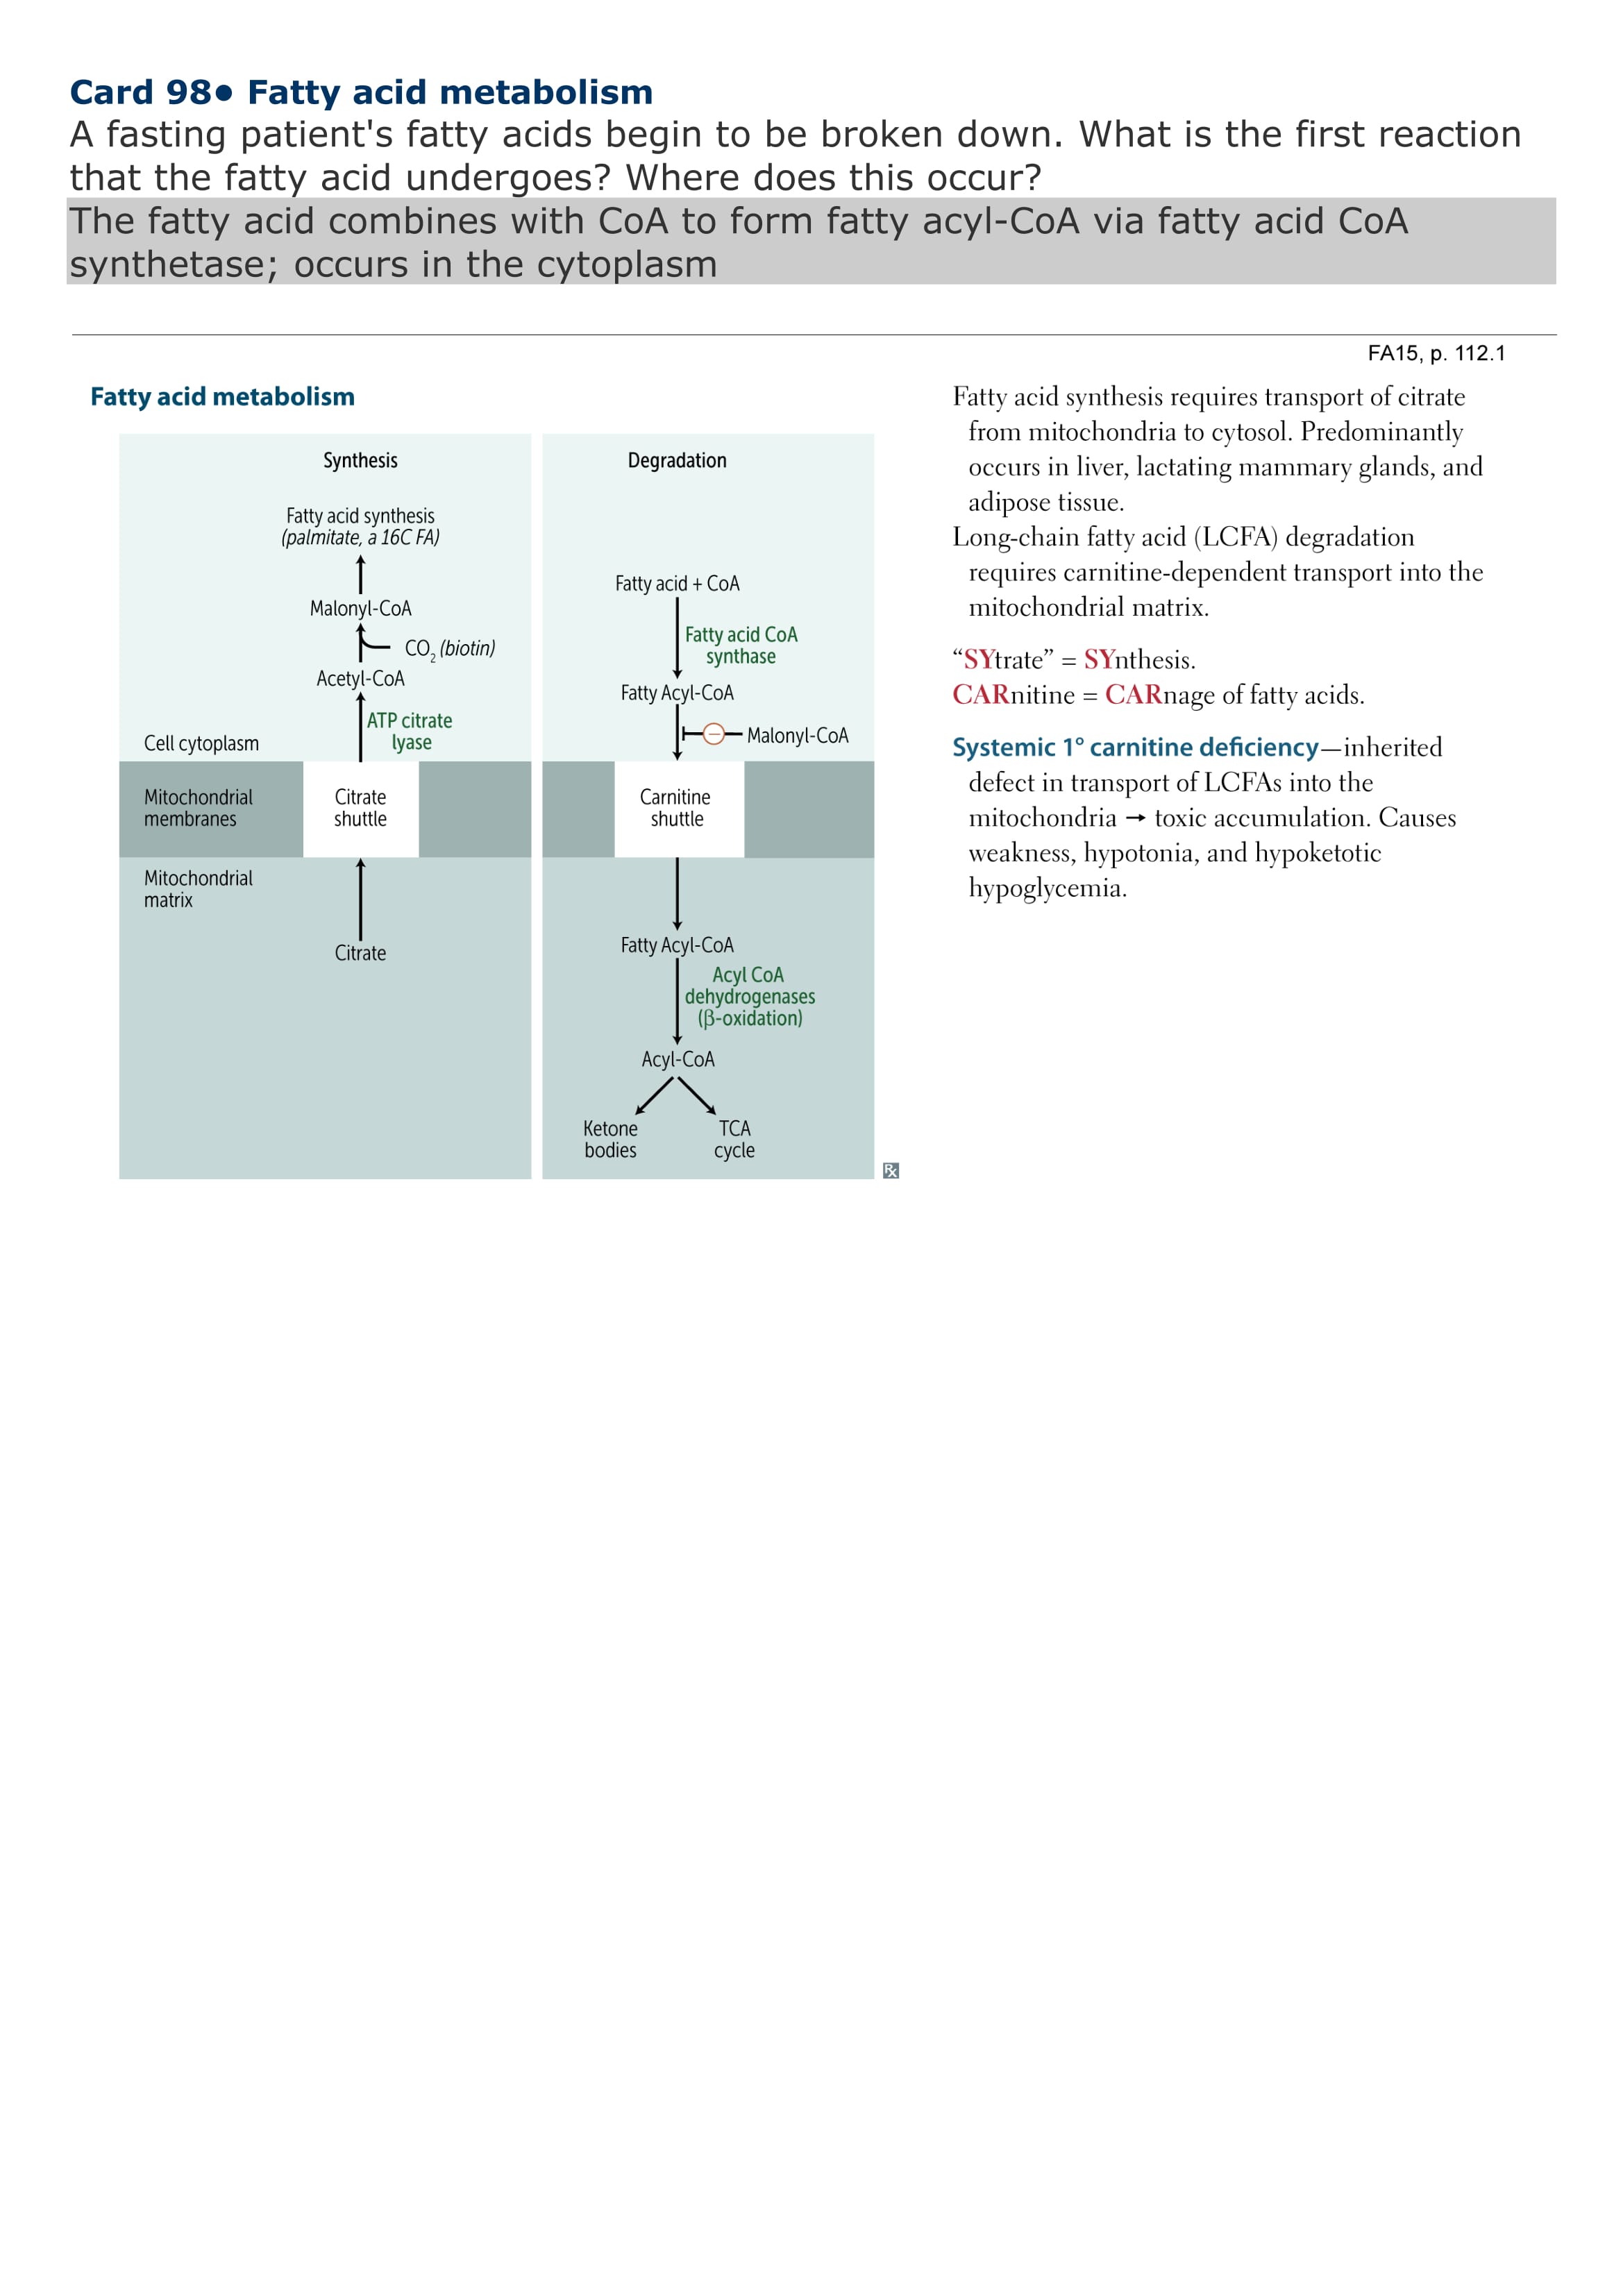 Card 98● Fatty acid metabolism
A fasting patient's fatty acids begin to be broken down. What is the first reaction
that the fatty acid undergoes? Where does this occur?
The fatty acid combines with CoA to form fatty acyl-CoA via fatty acid CoA
synthetase; occurs in the cytoplasm
FA15, p. 112.1
Fatty acid metabolism
Synthesis
Fatty acid synthesis
(palmitate, a 16C FA)
Malonyl-CoA
CO2 (biotin)
Acetyl-CoA
ATP citrate
lyase
Cell cytoplasm
Mitochondrial
membranes
Citrate
shuttle
Mitochondrial
matrix
Citrate
Degradation
Fatty acid + CoA
Fatty acid CoA
synthase
Fatty Acyl-CoA
Malonyl-CoA
Carnitine
shuttle
Fatty Acyl-CoA
Acyl CoA
dehydrogenases
(β-oxidation)
Acyl-CoA
Ketone
bodies
TCA
cycle
Rx
Fatty acid synthesis requires transport of citrate
from mitochondria to cytosol. Predominantly
occurs in liver, lactating mammary glands, and
adipose tissue.
Long-chain fatty acid (LCFA) degradation
requires carnitine-dependent transport into the
mitochondrial matrix.
“SYtrate” = SYnthesis.
CARnitine = CARnage of fatty acids.
Systemic 1° carnitine deficiency—inherited
defect in transport of LCFAs into the
mitochondria → toxic accumulation. Causes
weakness, hypotonia, and hypoketotic
hypoglycemia.